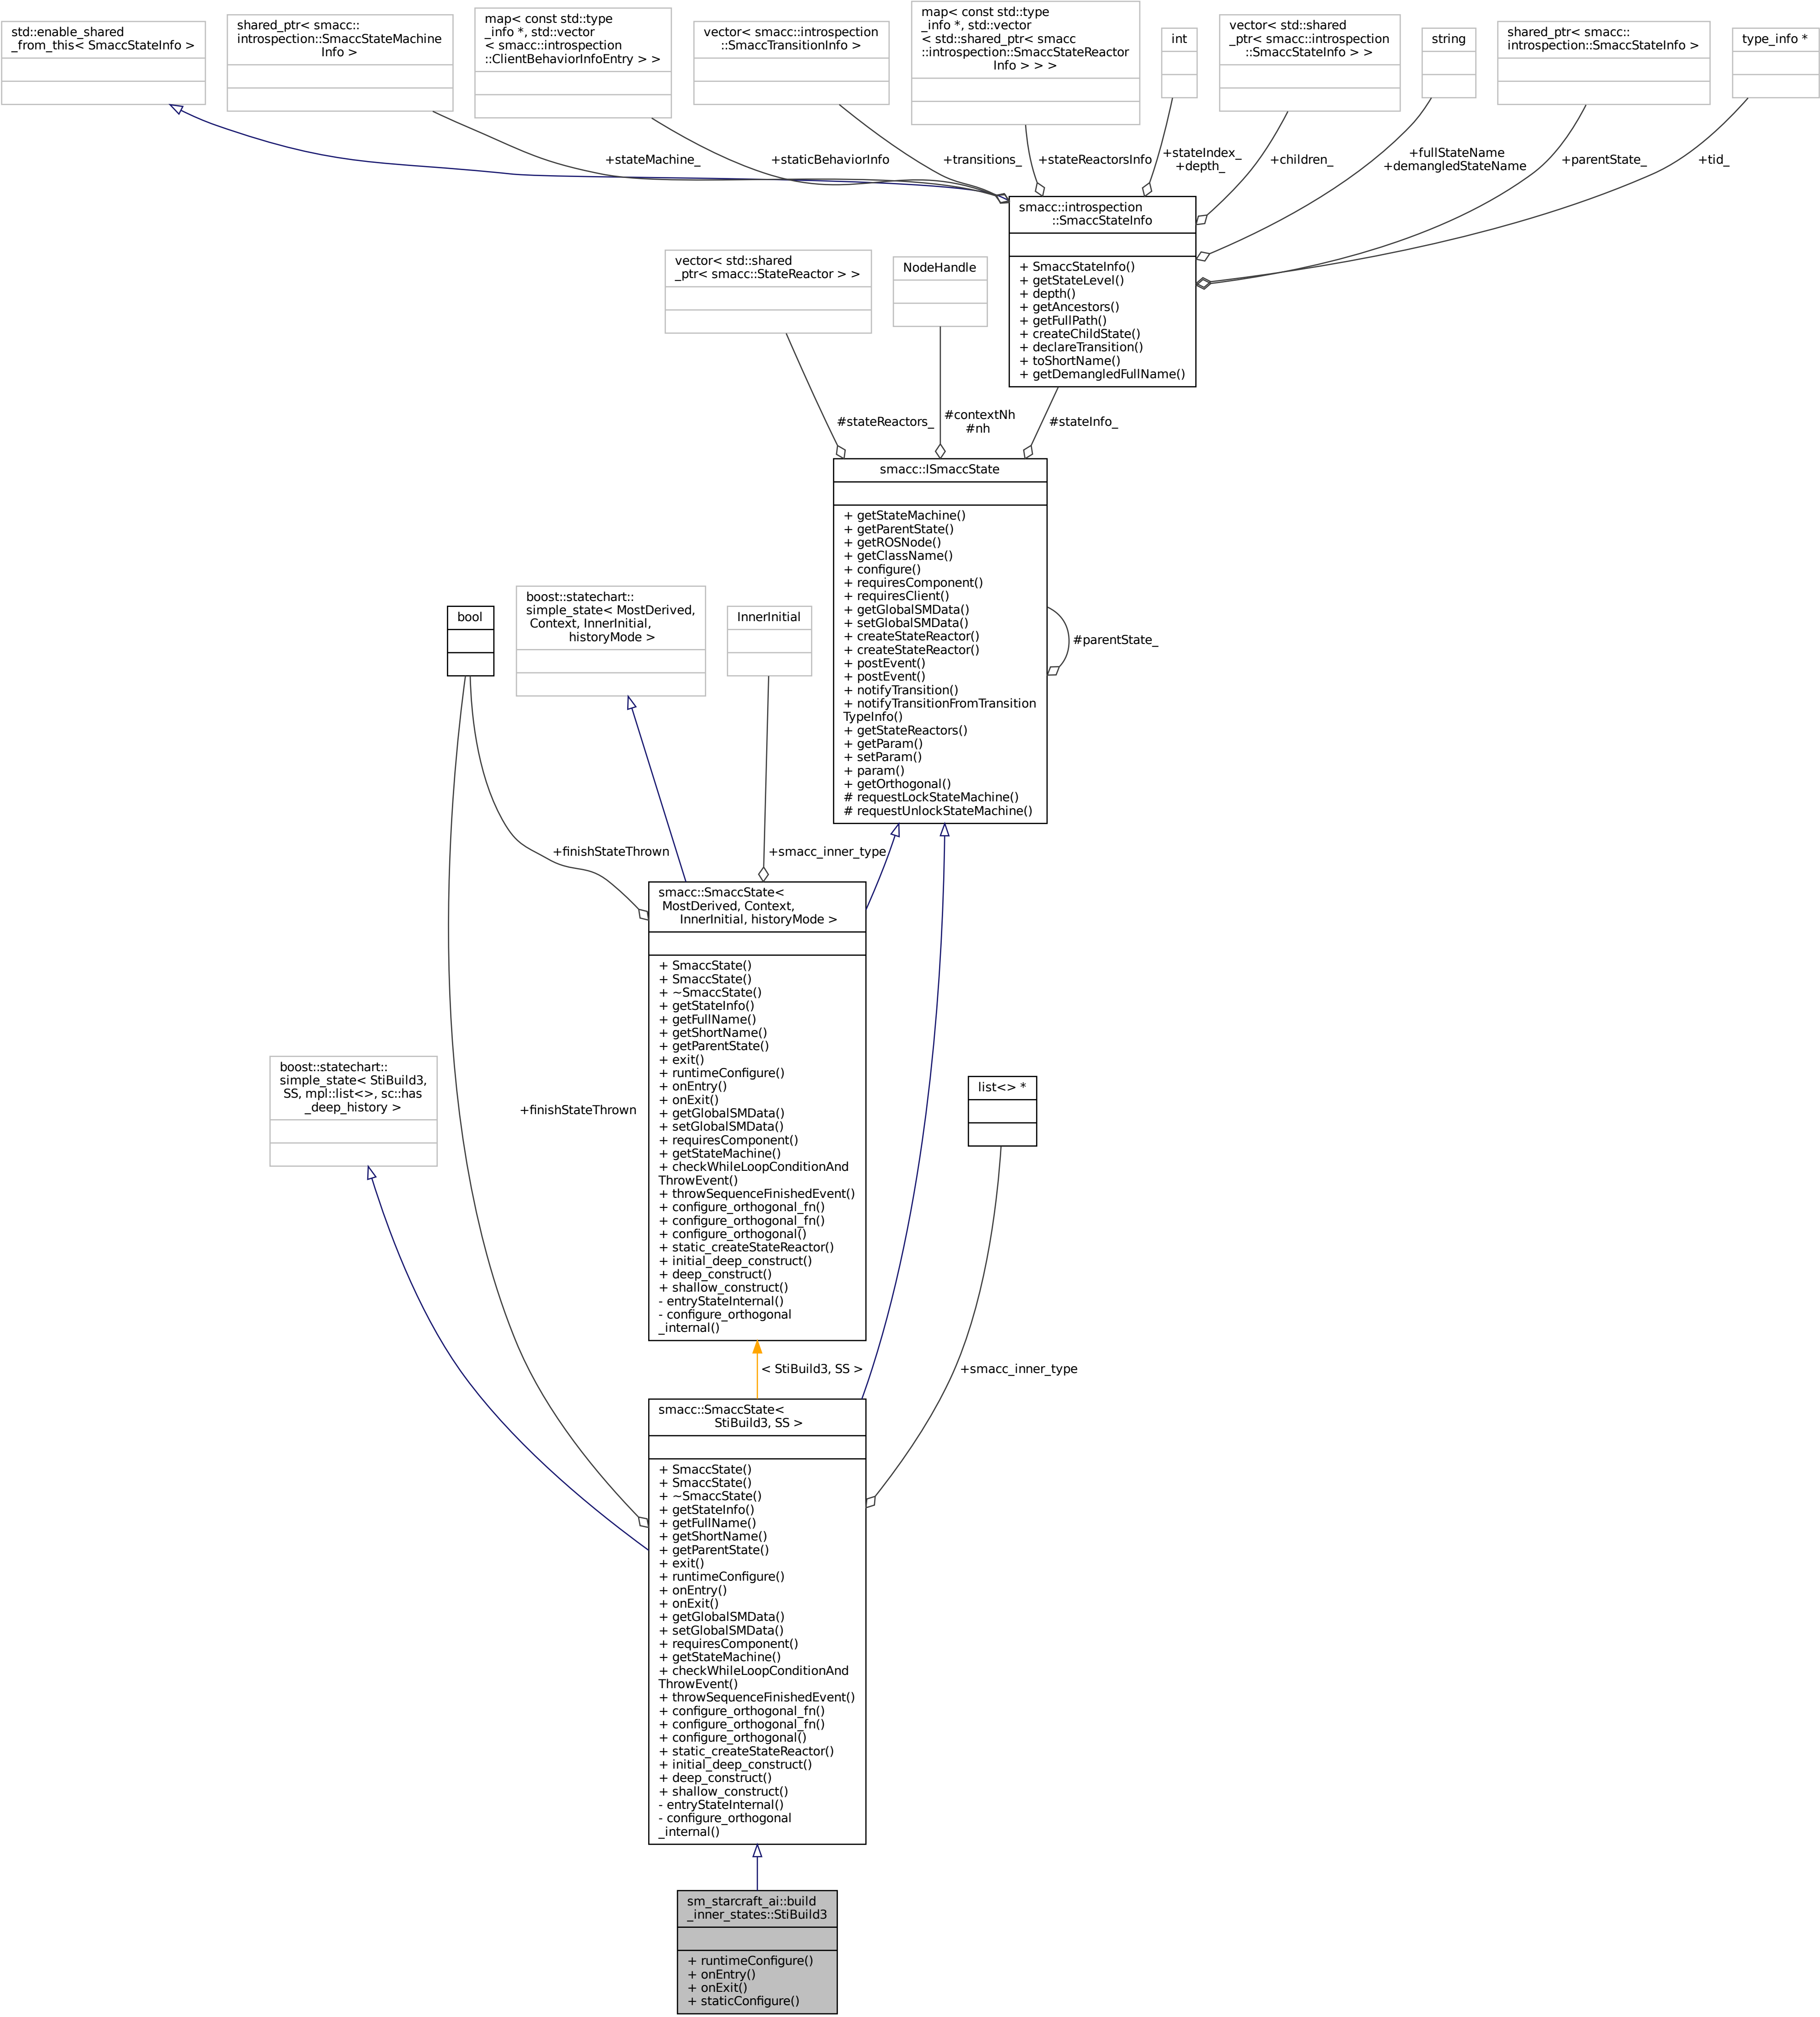 std::enable_shared
_from_this< SmaccStateInfo >
shared_ptr< smacc::
introspection::SmaccStateMachine
Info >
map< const std::type
_info *, std::vector
< smacc::introspection
::ClientBehaviorInfoEntry > >
vector< smacc::introspection
::SmaccTransitionInfo >
map< const std::type
_info *, std::vector
< std::shared_ptr< smacc
::introspection::SmaccStateReactor
Info > > >
int
vector< std::shared
_ptr< smacc::introspection
::SmaccStateInfo > >
string
shared_ptr< smacc::
introspection::SmaccStateInfo >
type_info *
+stateMachine_
+staticBehaviorInfo
+transitions_
+stateReactorsInfo
+stateIndex_
+depth_
+children_
+fullStateName
+demangledStateName
+parentState_
+tid_
smacc::introspection
::SmaccStateInfo
+ SmaccStateInfo()
+ getStateLevel()
+ depth()
+ getAncestors()
+ getFullPath()
+ createChildState()
+ declareTransition()
+ toShortName()
+ getDemangledFullName()
vector< std::shared
_ptr< smacc::StateReactor > >
NodeHandle
#stateReactors_
#contextNh
#nh
#stateInfo_
smacc::ISmaccState
+ getStateMachine()
+ getParentState()
+ getROSNode()
+ getClassName()
+ configure()
+ requiresComponent()
+ requiresClient()
+ getGlobalSMData()
+ setGlobalSMData()
+ createStateReactor()
+ createStateReactor()
+ postEvent()
+ postEvent()
+ notifyTransition()
+ notifyTransitionFromTransition
TypeInfo()
+ getStateReactors()
+ getParam()
+ setParam()
+ param()
+ getOrthogonal()
# requestLockStateMachine()
# requestUnlockStateMachine()
#parentState_
bool
boost::statechart::
simple_state< MostDerived,
Context, InnerInitial,
historyMode >
InnerInitial
+finishStateThrown
+smacc_inner_type
smacc::SmaccState<
MostDerived, Context,
InnerInitial, historyMode >
+ SmaccState()
+ SmaccState()
+ ~SmaccState()
+ getStateInfo()
+ getFullName()
+ getShortName()
+ getParentState()
+ exit()
+ runtimeConfigure()
+ onEntry()
+ onExit()
+ getGlobalSMData()
+ setGlobalSMData()
+ requiresComponent()
+ getStateMachine()
+ checkWhileLoopConditionAnd
ThrowEvent()
+ throwSequenceFinishedEvent()
+ configure_orthogonal_fn()
+ configure_orthogonal_fn()
+ configure_orthogonal()
+ static_createStateReactor()
+ initial_deep_construct()
+ deep_construct()
+ shallow_construct()
- entryStateInternal()
- configure_orthogonal
_internal()
boost::statechart::
simple_state< StiBuild3,
SS, mpl::list<>, sc::has
_deep_history >
+finishStateThrown
list<> *
< StiBuild3, SS >
+smacc_inner_type
smacc::SmaccState<
StiBuild3, SS >
+ SmaccState()
+ SmaccState()
+ ~SmaccState()
+ getStateInfo()
+ getFullName()
+ getShortName()
+ getParentState()
+ exit()
+ runtimeConfigure()
+ onEntry()
+ onExit()
+ getGlobalSMData()
+ setGlobalSMData()
+ requiresComponent()
+ getStateMachine()
+ checkWhileLoopConditionAnd
ThrowEvent()
+ throwSequenceFinishedEvent()
+ configure_orthogonal_fn()
+ configure_orthogonal_fn()
+ configure_orthogonal()
+ static_createStateReactor()
+ initial_deep_construct()
+ deep_construct()
+ shallow_construct()
- entryStateInternal()
- configure_orthogonal
_internal()
sm_starcraft_ai::build
_inner_states::StiBuild3
+ runtimeConfigure()
+ onEntry()
+ onExit()
+ staticConfigure()